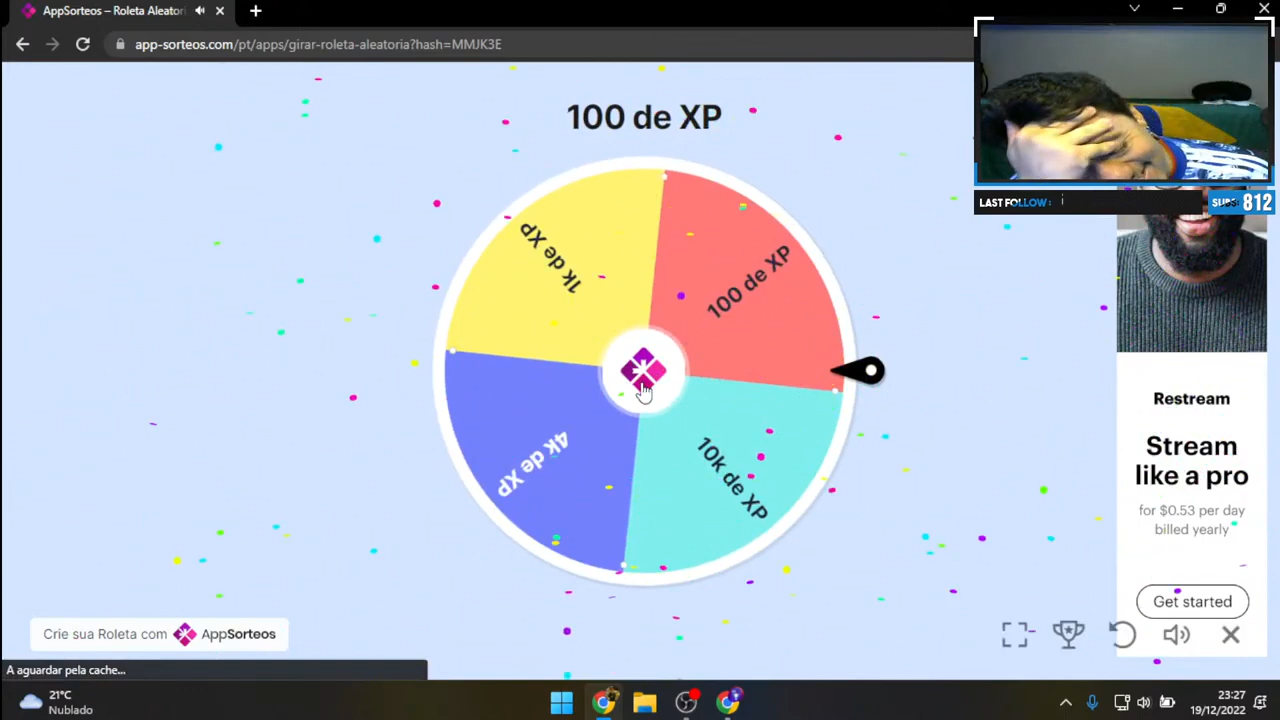 AppSorteos – Roleta Aleatori
app-sorteos.com/pt/apps/girar-roleta-aleatoria?hash=MMJK3E
LAST FOLLOW :
SUBS: 812
100 de XP
1k de XP
100 de XP
4k de XP
10k de XP
Restream
Stream
like a pro
for $0.53 per day
billed yearly
Get started
Crie sua Roleta com AppSorteos
A aguardar pela cache...
21°C
Nublado
23:27
19/12/2022